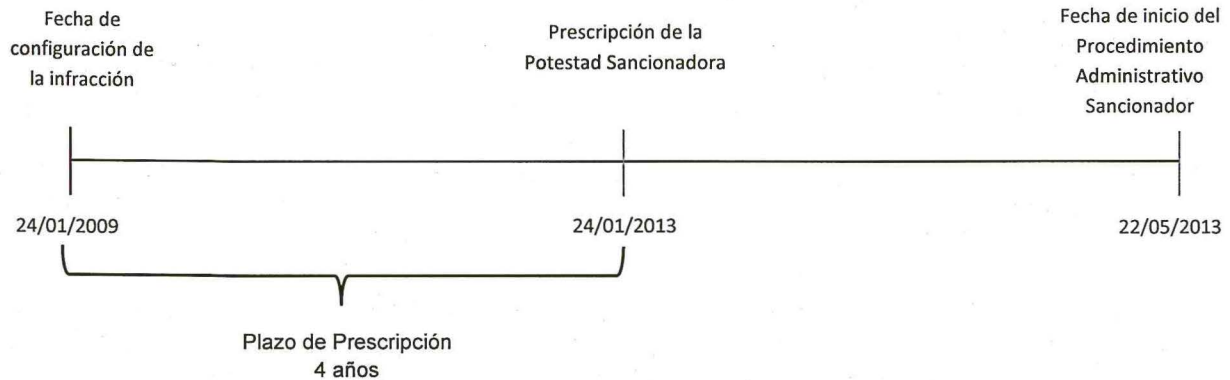 Fecha de
configuración de
la infracción
Prescripción de la
Potestad Sancionadora
Fecha de inicio del
Procedimiento
Administrativo
Sancionador
24/01/2009
24/01/2013
22/05/2013
Plazo de Prescripción
4 años